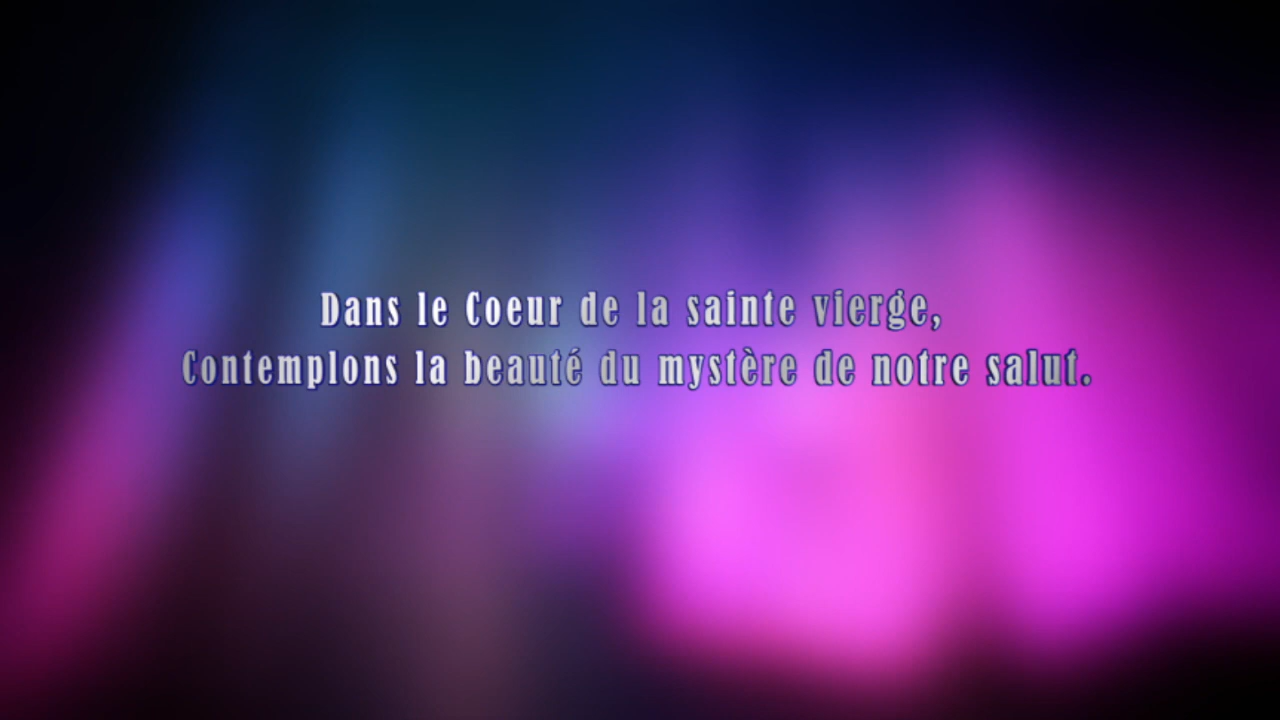 Dans le Coeur de la sainte vierge,
Contemplons la beauté du mystère de notre salut.